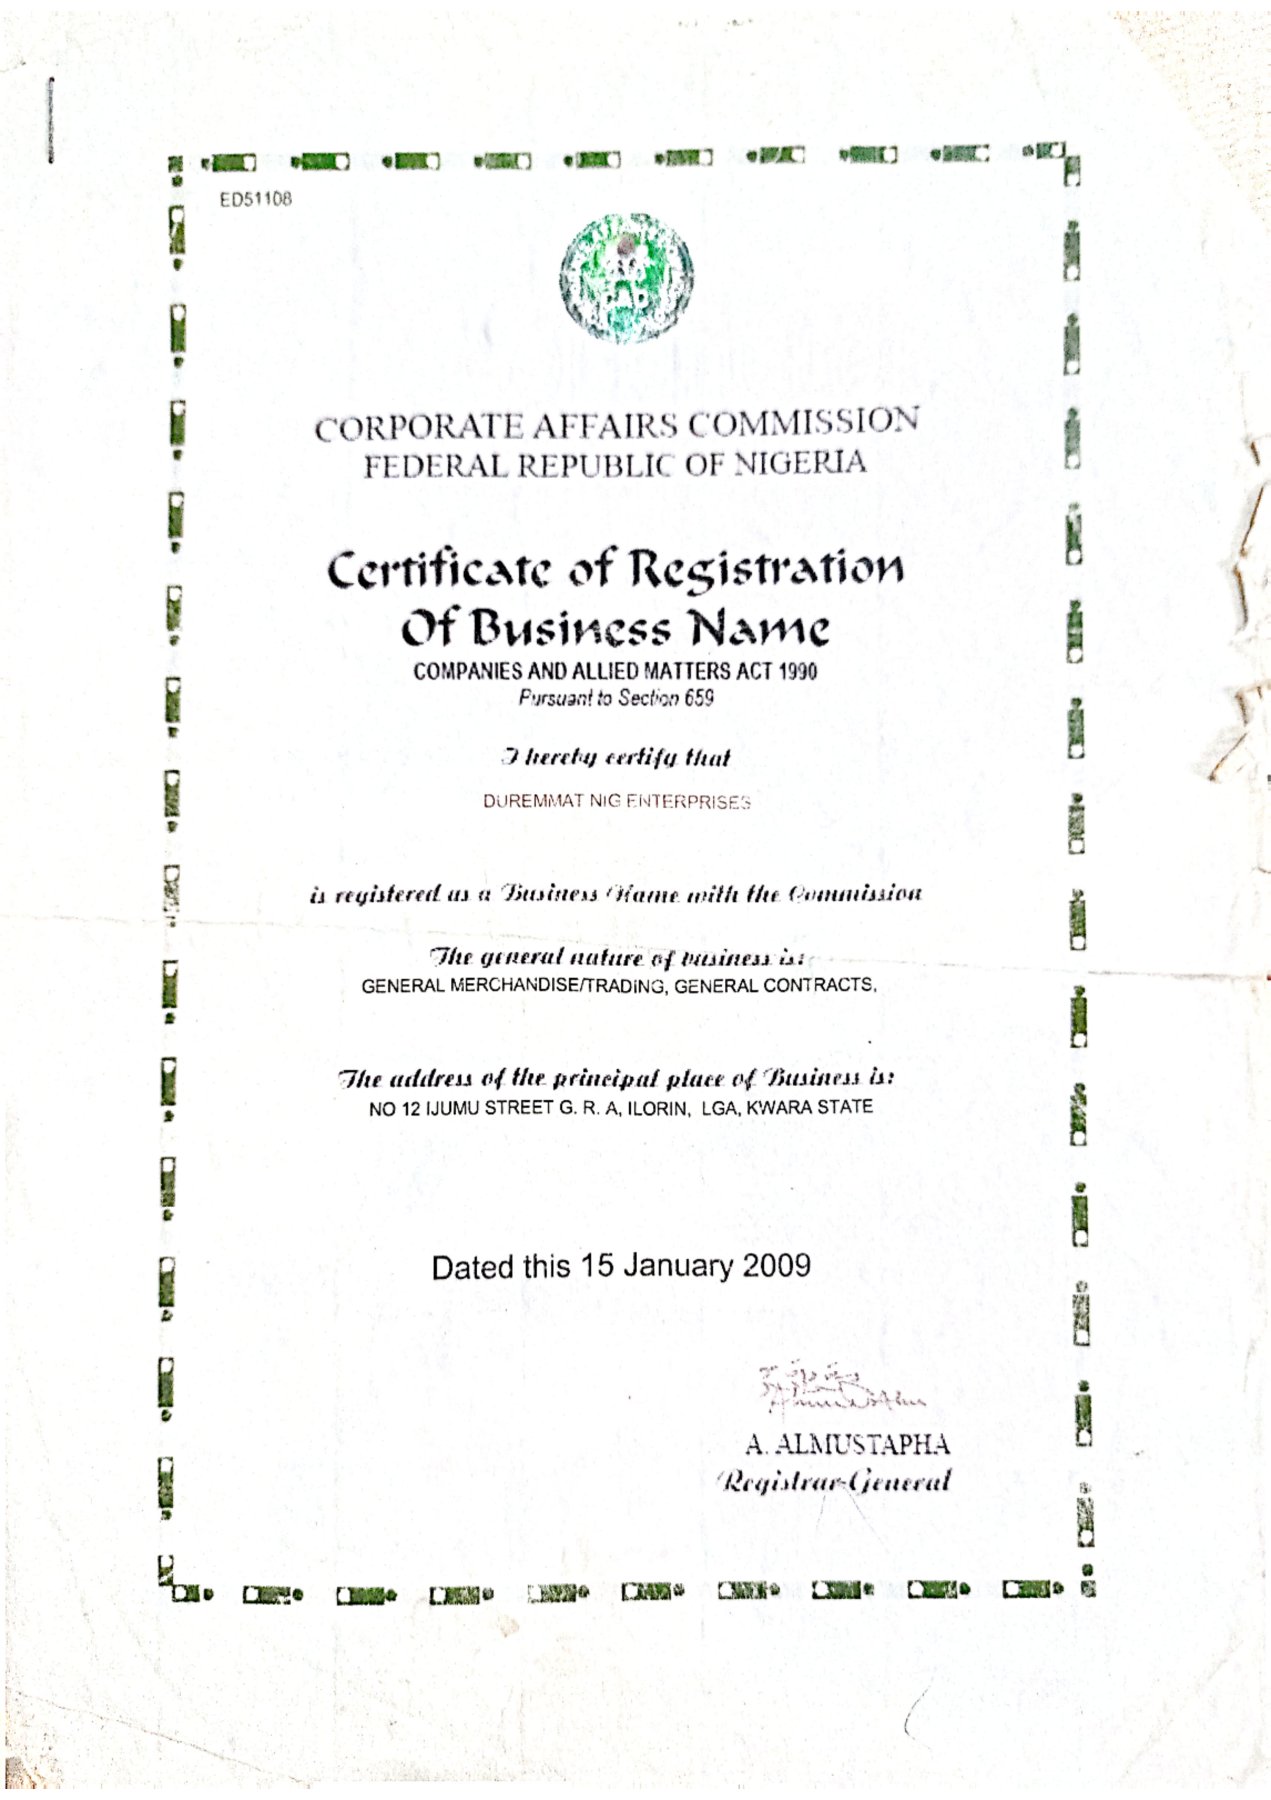 ED51108
CORPORATE AFFAIRS COMMISSION
FEDERAL REPUBLIC OF NIGERIA
Certificate of Registration
Of Business Name
COMPANIES AND ALLIED MATTERS ACT 1990
Pursuant to Section 659
I hereby certify that
DUREMMAT NIG ENTERPRISES
is registered as a Business Name with the Commission
The general nature of business is:
GENERAL MERCHANDISE/TRADING, GENERAL CONTRACTS,
The address of the principal place of Business is:
NO 12 IJUMU STREET G. R. A, ILORIN, LGA, KWARA STATE
Dated this 15 January 2009
A. ALMUSTAPHA
Registrar-General